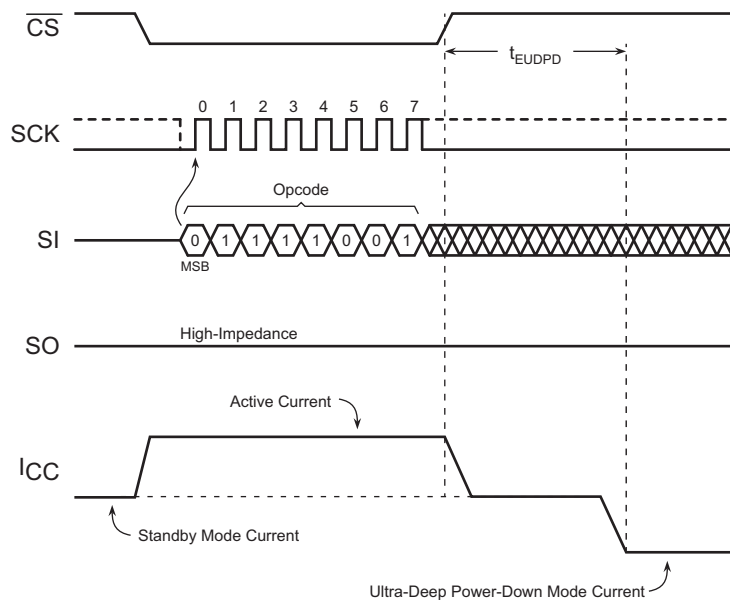 CS
tEUDPD
0 1 2 3 4 5 6 7
SCK
Opcode
SI
0 1 1 1 1 0 0 1
MSB
High-Impedance
SO
Active Current
ICC
Standby Mode Current
Ultra-Deep Power-Down Mode Current